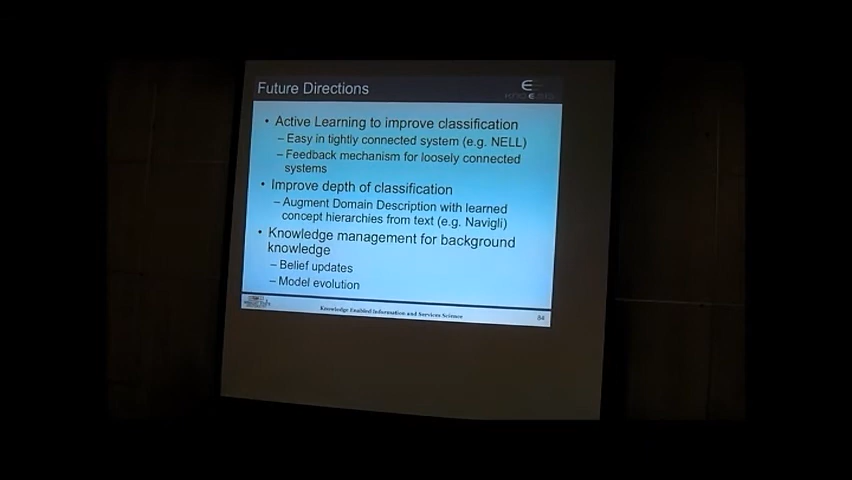 Future Directions
• Active Learning to improve classification
– Easy in tightly connected system (e.g. NELL)
– Feedback mechanism for loosely connected
systems
• Improve depth of classification
– Augment Domain Description with learned
concept hierarchies from text (e.g. Navigli)
• Knowledge management for background
knowledge
– Belief updates
– Model evolution
Knowledge Enabled Information and Services Science
84